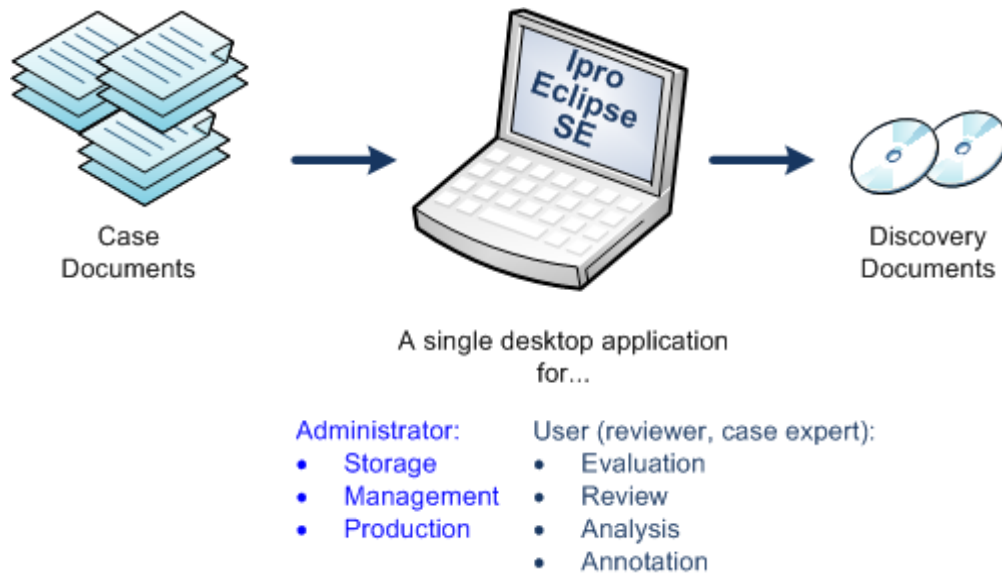 Ipro
Eclipse
SE
Case
Documents
Discovery
Documents
A single desktop application
for...
Administrator:
• Storage
• Management
• Production
User (reviewer, case expert):
• Evaluation
• Review
• Analysis
• Annotation